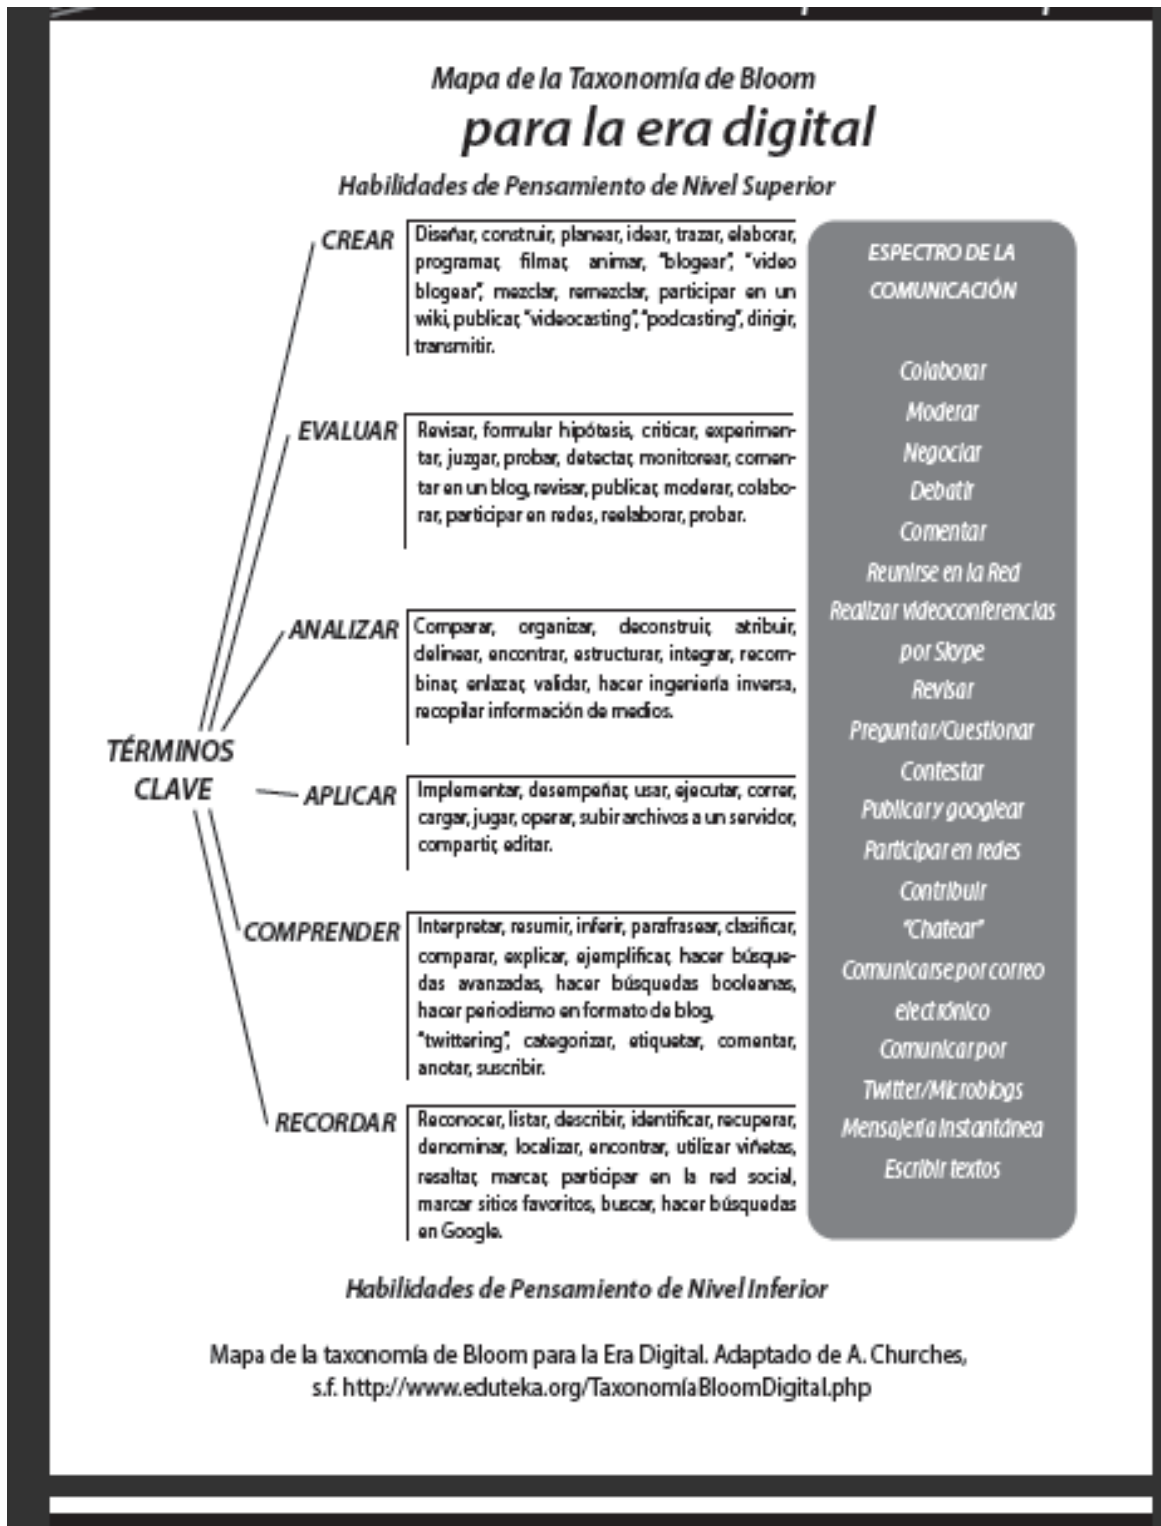 Mapa de la Taxonomía de Bloom
para la era digital
Habilidades de Pensamiento de Nivel Superior
CREAR
Diseñar, construir, planear, idear, trazar, elaborar,
programar, filmar, animar, “blogear”, “video
blogear”, mezclar, remezclar, participar en un
wiki, publicar, “videocasting”, “podcasting”, dirigir,
transmitir.
EVALUAR
Revisar, formular hipótesis, criticar, experimen-
tar, juzgar, probar, detectar, monitorear, comen-
tar en un blog, revisar, publicar, moderar, colabo-
rar, participar en redes, reelaborar, probar.
ANALIZAR
Comparar, organizar, deconstruir, atribuir,
delinear, encontrar, estructurar, integrar, recom-
binar, enlazar, validar, hacer ingeniería inversa,
recopilar información de medios.
TÉRMINOS
CLAVE
APLICAR
Implementar, desempeñar, usar, ejecutar, correr,
cargar, jugar, operar, subir archivos a un servidor,
compartir, editar.
COMPRENDER
Interpretar, resumir, inferir, parafrasear, clasificar,
comparar, explicar, ejemplificar, hacer búsque-
das avanzadas, hacer búsquedas booleanas,
hacer periodismo en formato de blog,
“twittering”, categorizar, etiquetar, comentar,
anotar, suscribir.
RECORDAR
Reconocer, listar, describir, identificar, recuperar,
denominar, localizar, encontrar, utilizar viñetas,
resaltar, marcar, participar en la red social,
marcar sitios favoritos, buscar, hacer búsquedas
en Google.
ESPECTRO DE LA
COMUNICACIÓN
Colaborar
Moderar
Negociar
Debatir
Comentar
Reunirse en la Red
Realizar videoconferencias
por Skype
Revisar
Preguntar/Cuestionar
Contestar
Publicar y googlear
Participar en redes
Contribuir
“Chatear”
Comunicarse por correo
electrónico
Comunicar por
Twitter/Microblogs
Mensajería instantánea
Escribir textos
Habilidades de Pensamiento de Nivel Inferior
Mapa de la taxonomía de Bloom para la Era Digital. Adaptado de A. Churches,
s.f. http://www.eduteka.org/TaxonomíaBloomDigital.php